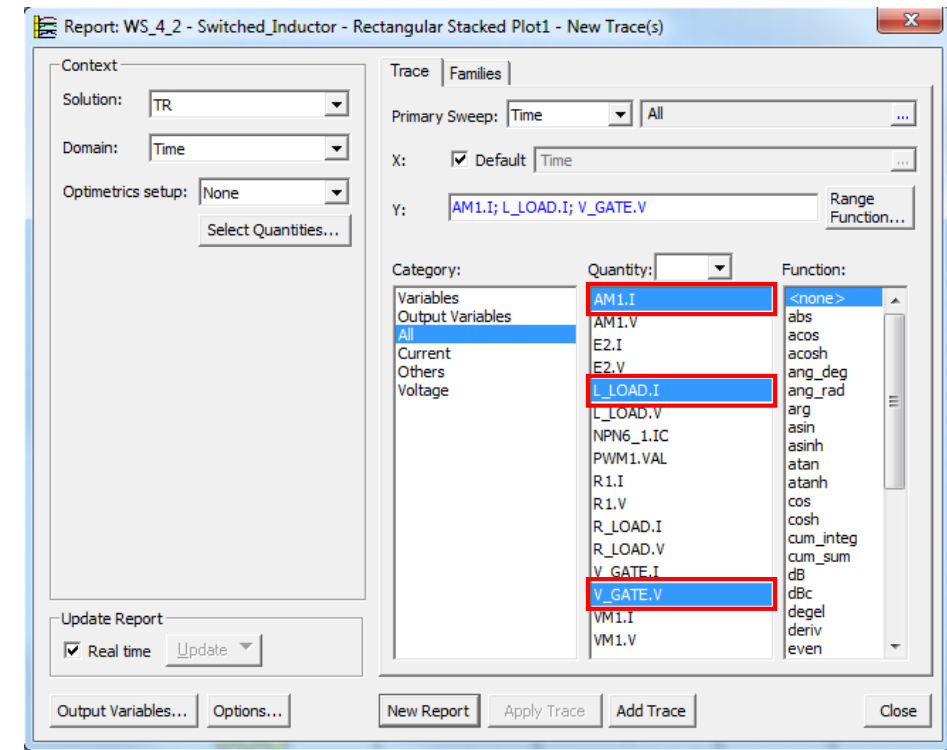 Report: WS_4_2 - Switched_Inductor - Rectangular Stacked Plot1 - New Trace(s)
Context
Solution: TR
Domain: Time
Optimetrics setup: None
Select Quantities...
Update Report
Real time Update
Output Variables... Options...
Trace Families
Primary Sweep: Time All ...
X: Default Time ...
Y: AM1.I; L_LOAD.I; V_GATE.V Range Function...
Category:
Variables
Output Variables
All
Current
Others
Voltage
Quantity:
AM1.I
AM1.V
E2.I
E2.V
L_LOAD.I
L_LOAD.V
NPN6_1.IC
PWM1.VAL
R1.I
R1.V
R_LOAD.I
R_LOAD.V
V_GATE.I
V_GATE.V
VM1.I
VM1.V
Function:
<none>
abs
acos
acosh
ang_deg
ang_rad
arg
asin
asinh
atan
atanh
cos
cosh
cum_integ
cum_sum
dB
dBc
degel
deriv
even
New Report Apply Trace Add Trace Close